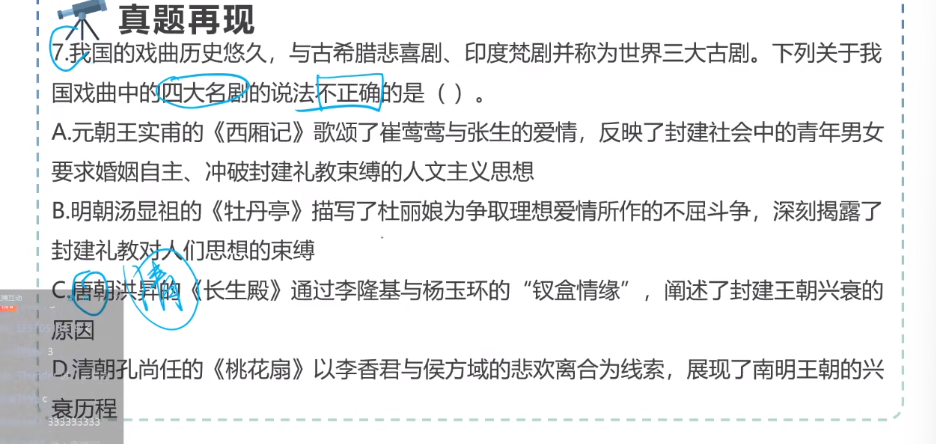 真题再现
7.我国的戏曲历史悠久，与古希腊悲喜剧、印度梵剧并称为世界三大古剧。下列关于我
国戏曲中的四大名剧的说法不正确的是（ ）。
A.元朝王实甫的《西厢记》歌颂了崔莺莺与张生的爱情，反映了封建社会中的青年男女
要求婚姻自主、冲破封建礼教束缚的人文主义思想
B.明朝汤显祖的《牡丹亭》描写了杜丽娘为争取理想爱情所作的不屈斗争，深刻揭露了
封建礼教对人们思想的束缚
清
C.唐朝洪昇的《长生殿》通过李隆基与杨玉环的“钗盒情缘”，阐述了封建王朝兴衰的
原因
D.清朝孔尚任的《桃花扇》以李香君与侯方域的悲欢离合为线索，展现了南明王朝的兴
衰历程